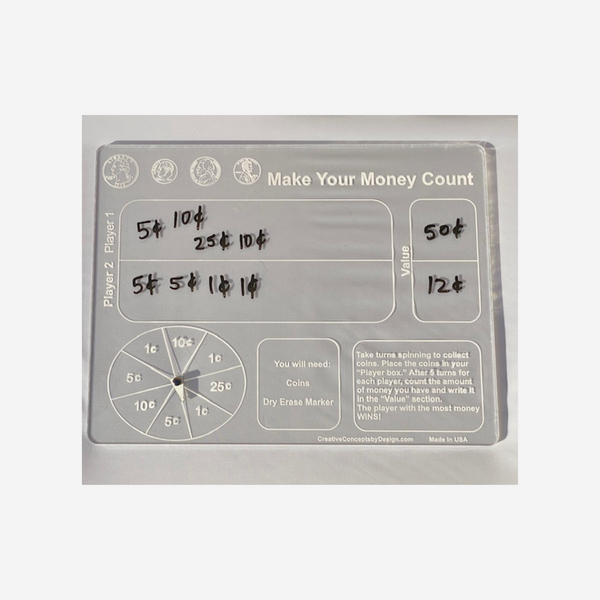 Make Your Money Count
Player 1
5¢ 10¢
25¢ 10¢
Value
50¢
Player 2
5¢ 5¢ 1¢ 1¢
12¢
10¢
1¢
25¢
1¢
5¢
10¢
5¢
1¢
You will need:
Coins
Dry Erase Marker
Take turns spinning to collect
coins. Place the coins in your
"Player box." After 5 turns for
each player, count the amount
of money you have and write it
in the "Value" section.
The player with the most money
WINS!
CreativeConceptsbyDesign.com
Made In USA